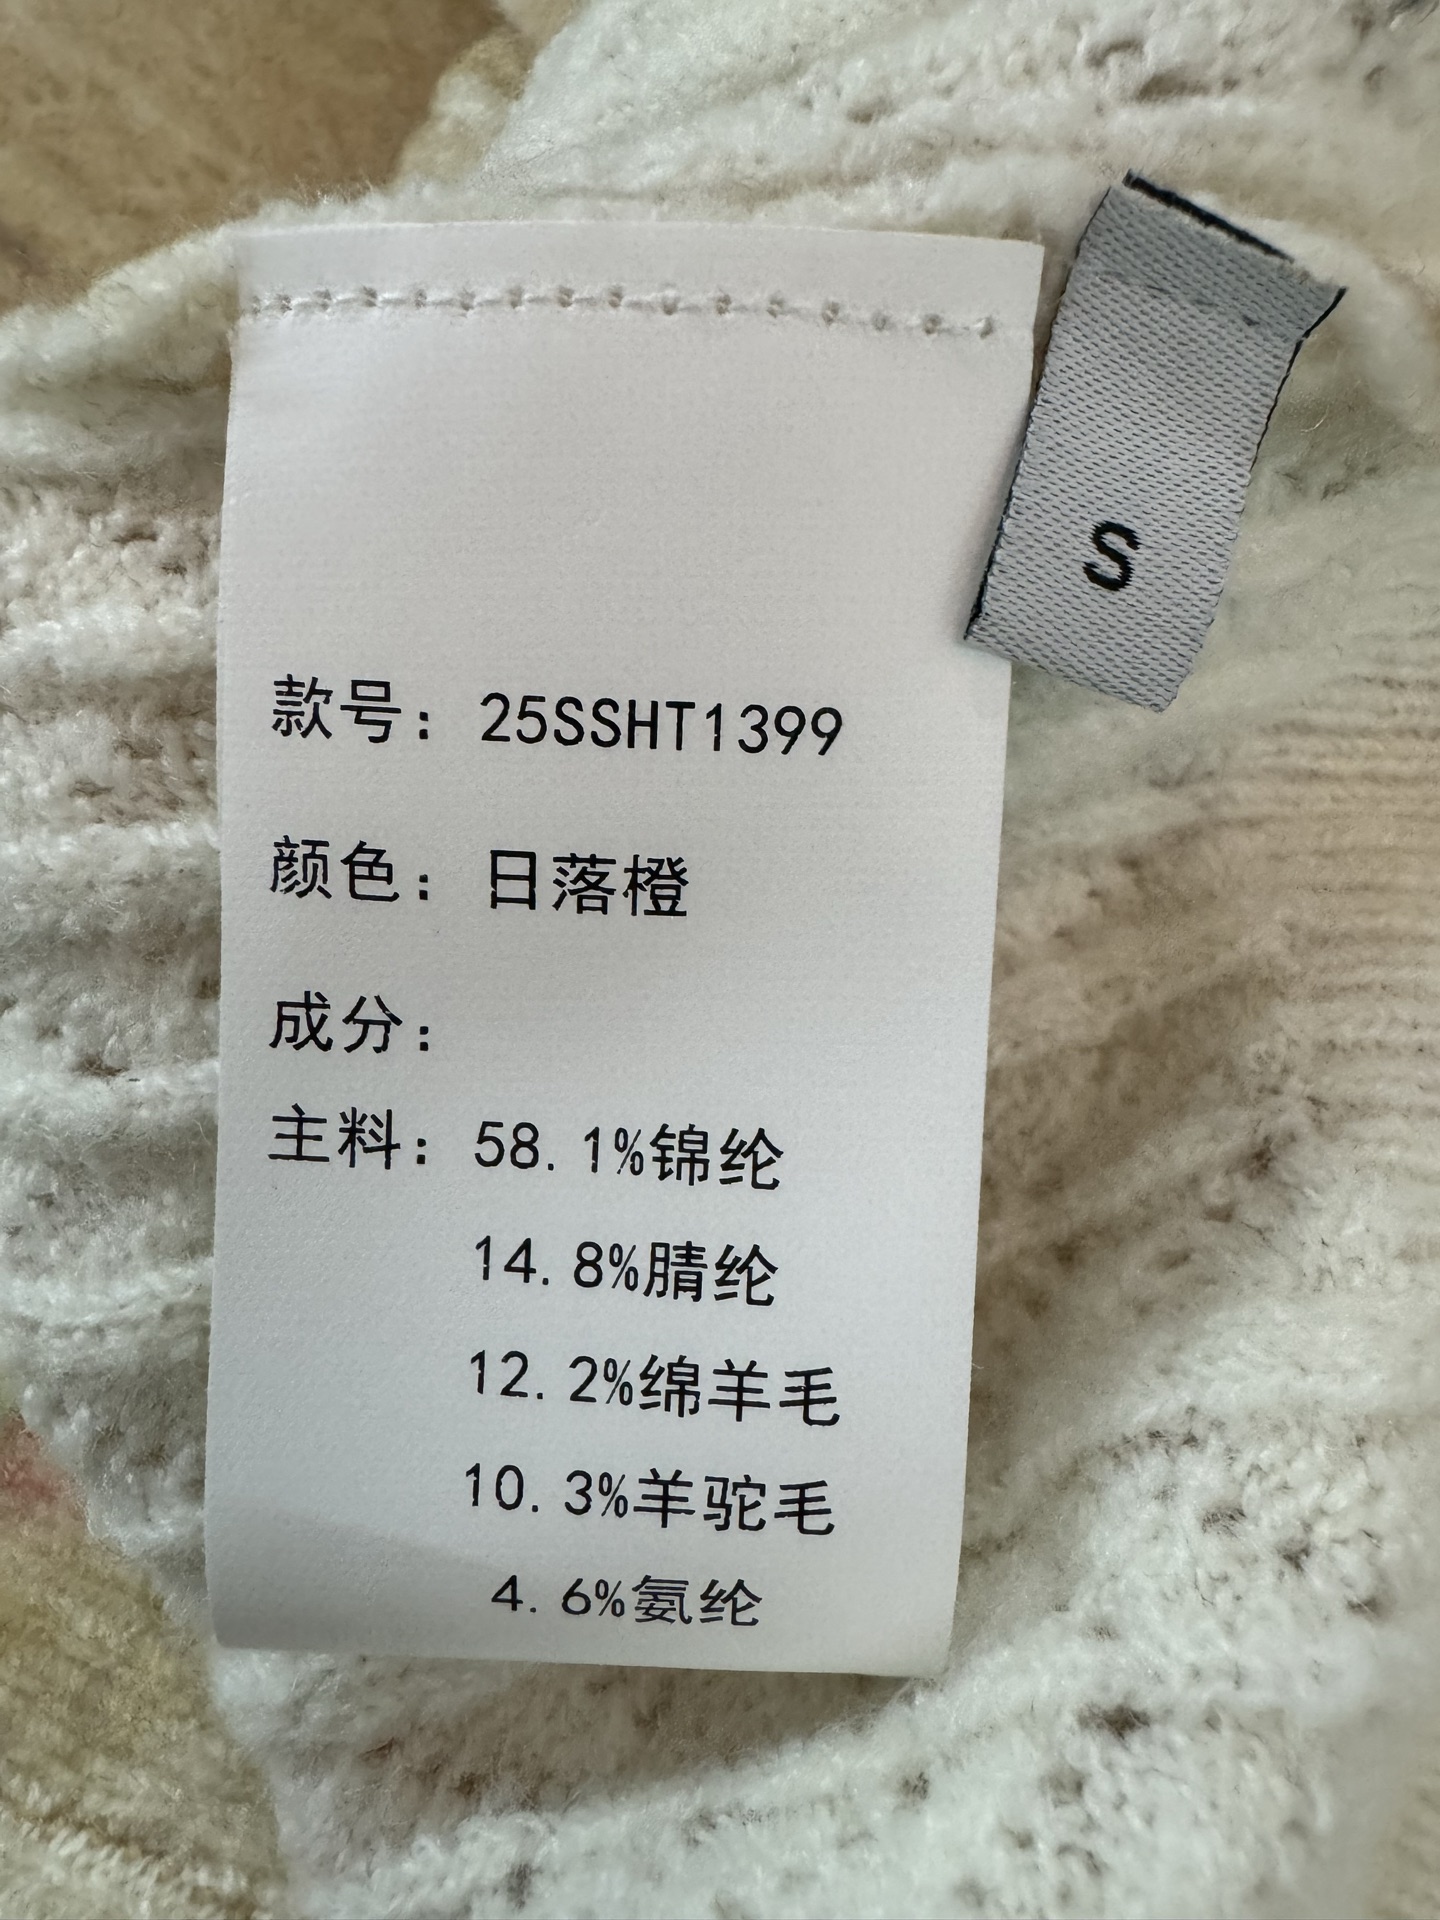 S
款号：25SSHT1399
颜色：日落橙
成分：
主料：58.1%锦纶
14.8%腈纶
12.2%绵羊毛
10.3%羊驼毛
4.6%氨纶